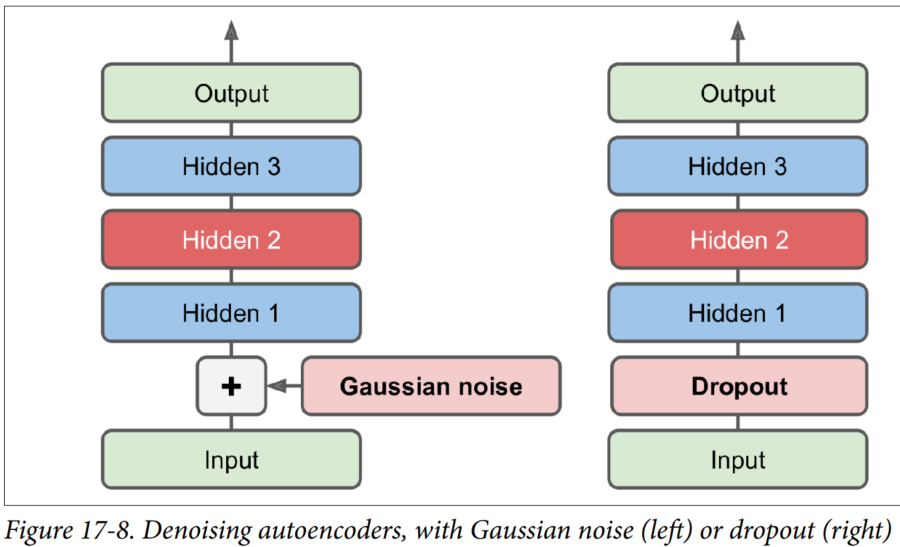 Output
Hidden 3
Hidden 2
Hidden 1
+
Gaussian noise
Input
Output
Hidden 3
Hidden 2
Hidden 1
Dropout
Input
Figure 17-8. Denoising autoencoders, with Gaussian noise (left) or dropout (right)